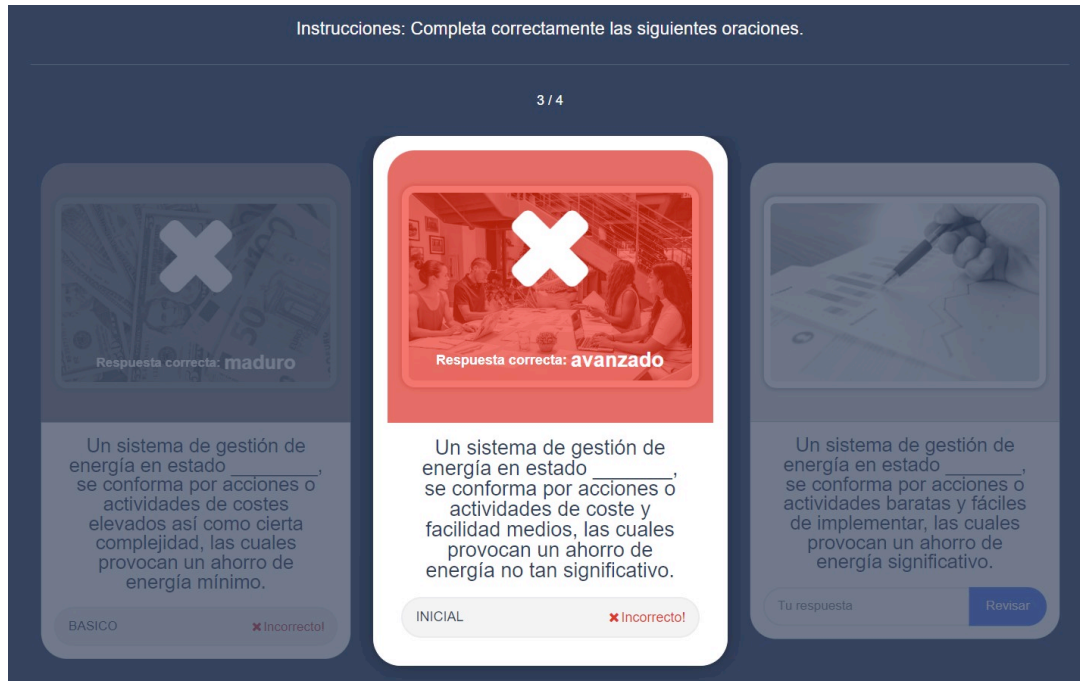 Instrucciones: Completa correctamente las siguientes oraciones.
3 / 4
Respuesta correcta: maduro
Un sistema de gestión de
energía en estado ________,
se conforma por acciones o
actividades de costes
elevados así como cierta
complejidad, las cuales
provocan un ahorro de
energía mínimo.
BASICO
Incorrecto!
Respuesta correcta: avanzado
Un sistema de gestión de
energía en estado _______,
se conforma por acciones o
actividades de coste y
facilidad medios, las cuales
provocan un ahorro de
energía no tan significativo.
INICIAL
Incorrecto!
Un sistema de gestión de
energía en estado _______,
se conforma por acciones o
actividades baratas y fáciles
de implementar, las cuales
provocan un ahorro de
energía significativo.
Tu respuesta
Revisar